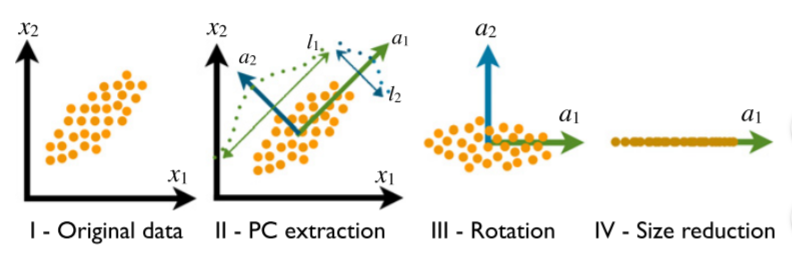 x₂
x₁
I - Original data
x₂
a₂
l₁
a₁
l₂
x₁
II - PC extraction
a₂
a₁
III - Rotation
a₁
IV - Size reduction